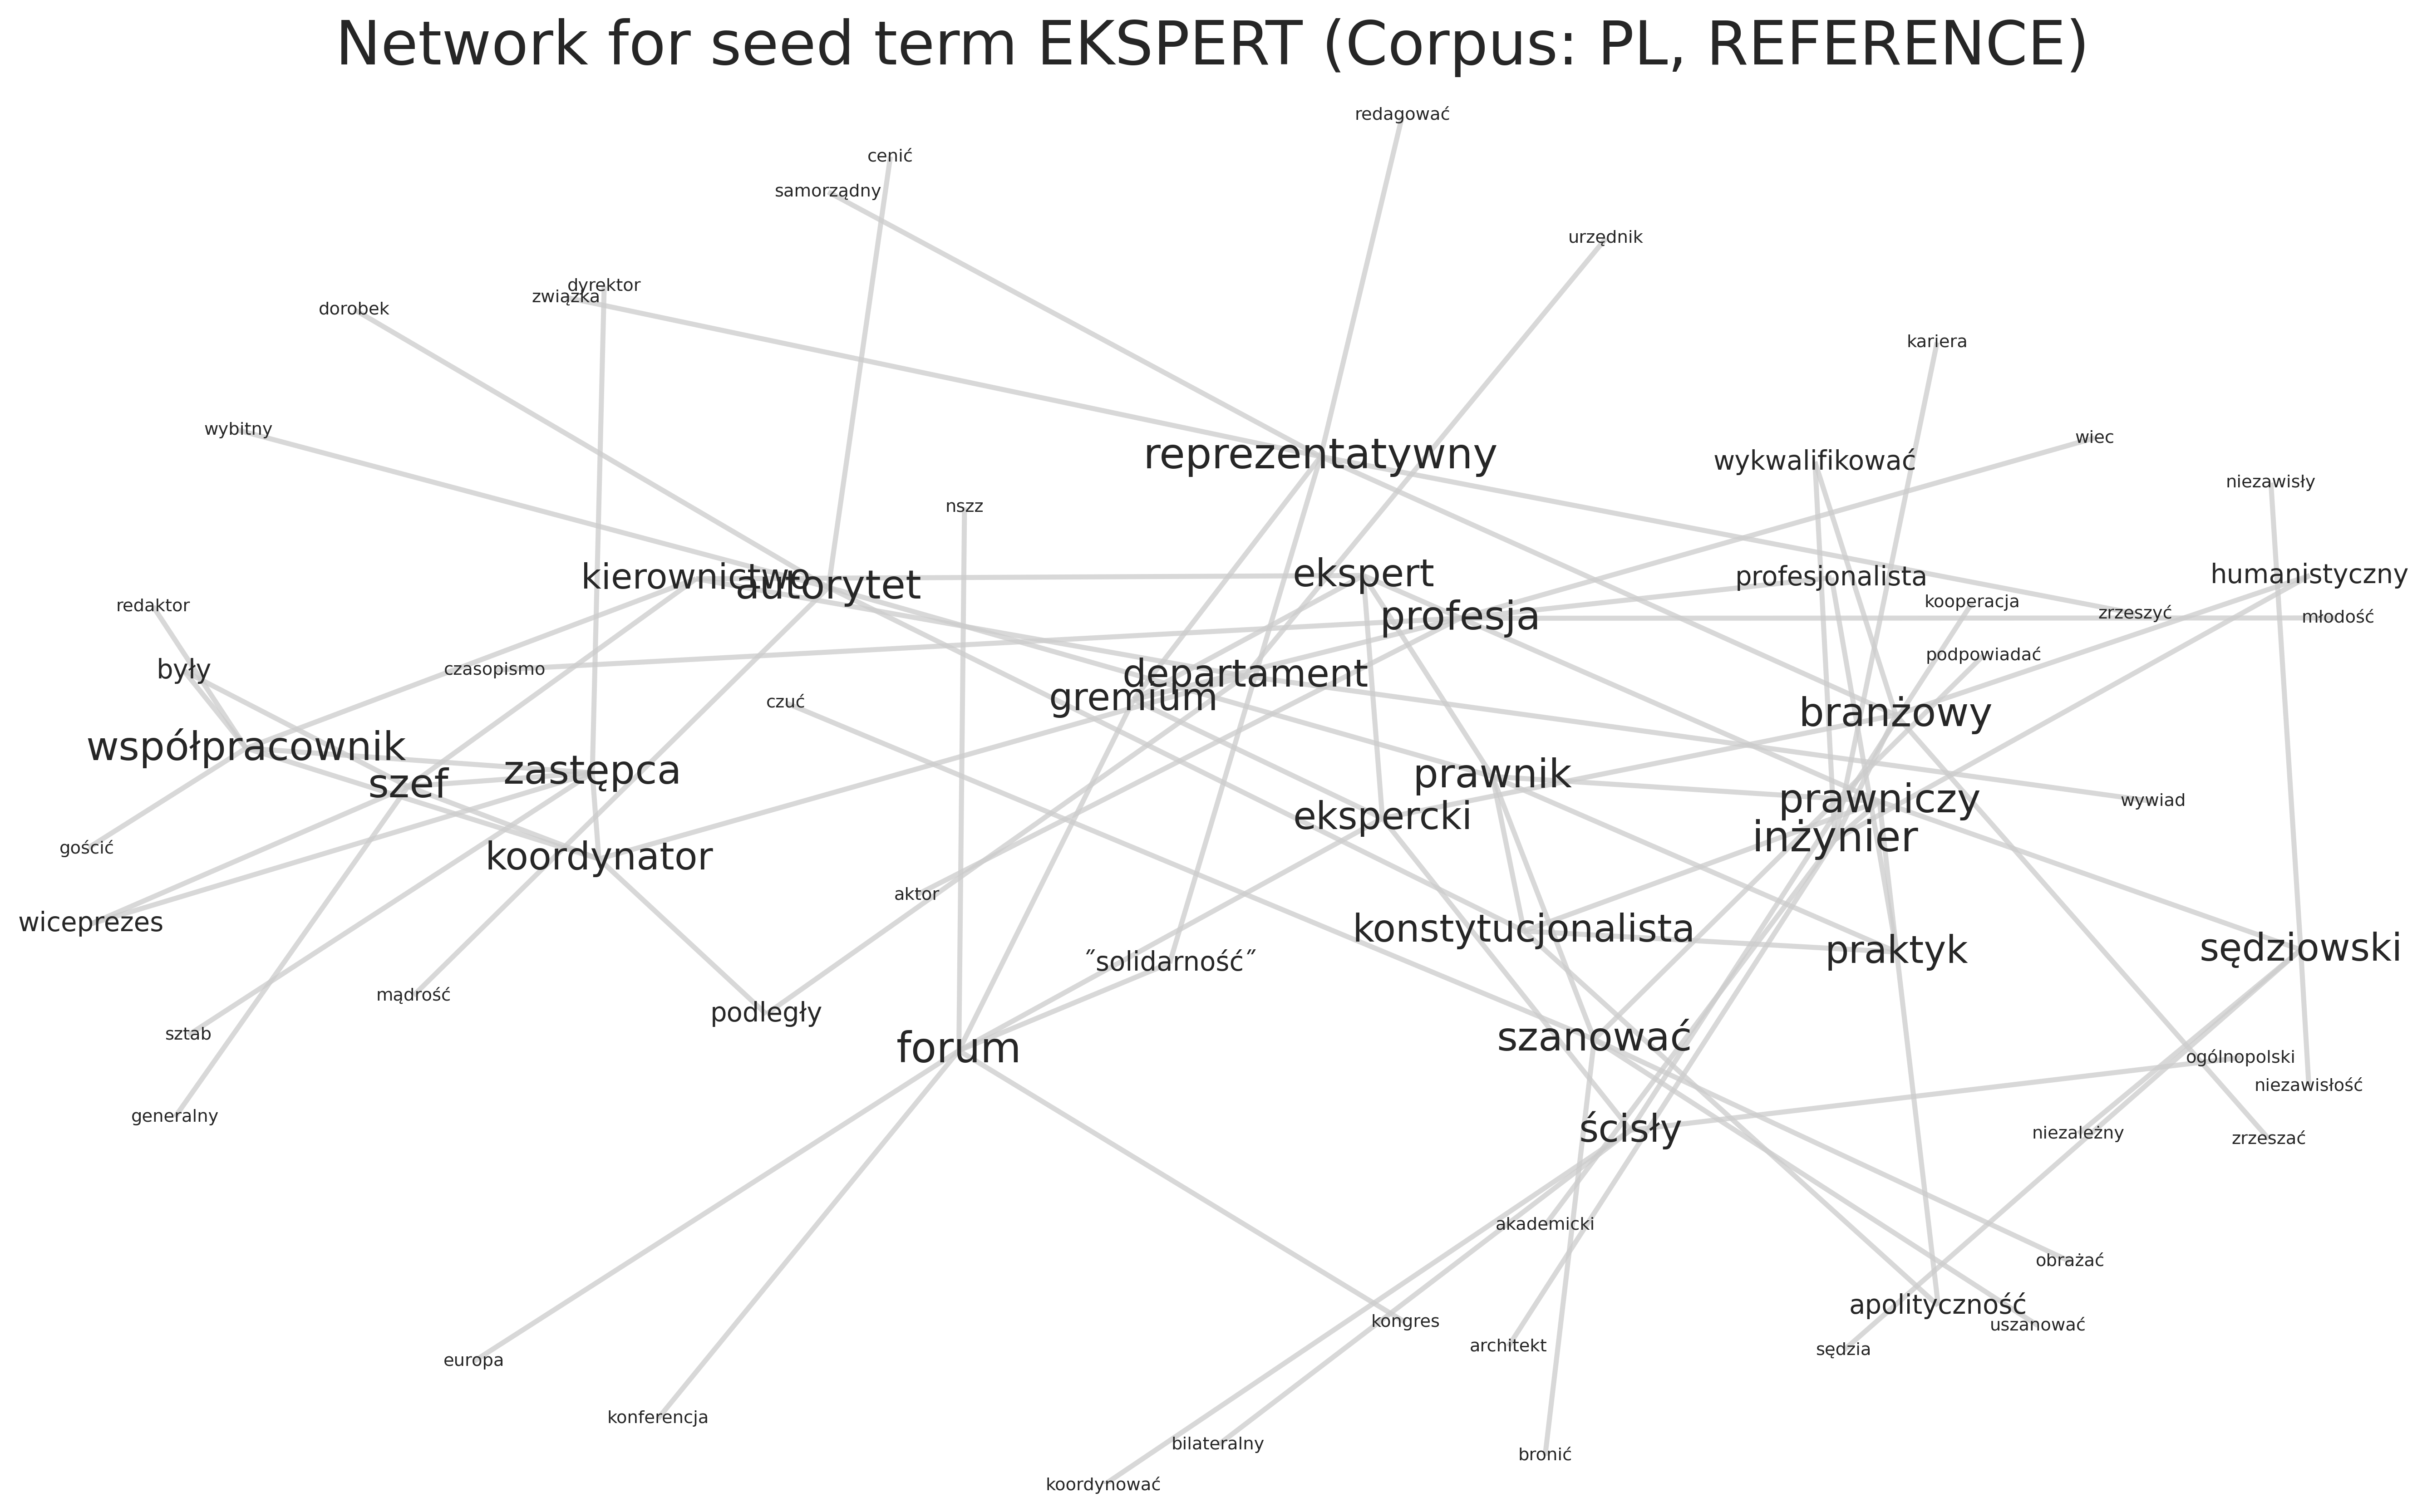 Network for seed term EKSPERT (Corpus: PL, REFERENCE)
redagować
cenić
samorządny
urzędnik
dyrektor
związka
dorobek
kariera
wybitny
wiec
reprezentatywny
wykwalifikować
niezawisły
nszz
kierownictwo
autorytet
ekspert
profesjonalista
humanistyczny
redaktor
kooperacja
zrzeszyć
młodość
profesja
były
czasopismo
departament
podpowiadać
gremium
czuć
branżowy
współpracownik
szef
zastępca
prawnik
prawniczy
wywiad
ekspercki
inżynier
gościć
koordynator
aktor
wiceprezes
konstytucjonalista
praktyk
sędziowski
˝solidarność˝
mądrość
podległy
sztab
forum
szanować
ogólnopolski
niezawisłość
generalny
ścisły
niezależny
zrzeszać
akademicki
obrażać
apolityczność
uszanować
kongres
architekt
sędzia
europa
konferencja
bilateralny
bronić
koordynować